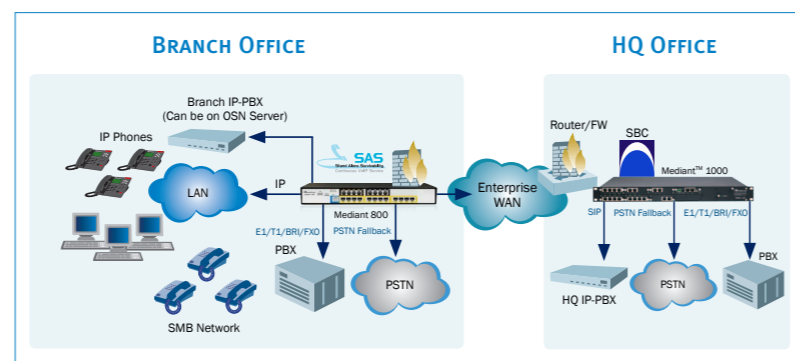 BRANCH OFFICE
HQ OFFICE
Branch IP-PBX
(Can be on OSN Server)
IP Phones
SAS
Router/FW
SBC
Mediant™ 1000
LAN
IP
Enterprise
WAN
Mediant 800
SIP
PSTN Fallback
E1/T1/BRI/FXO
E1/T1/BRI/FXO
PSTN Fallback
PBX
PSTN
SMB Network
HQ IP-PBX
PSTN
PBX